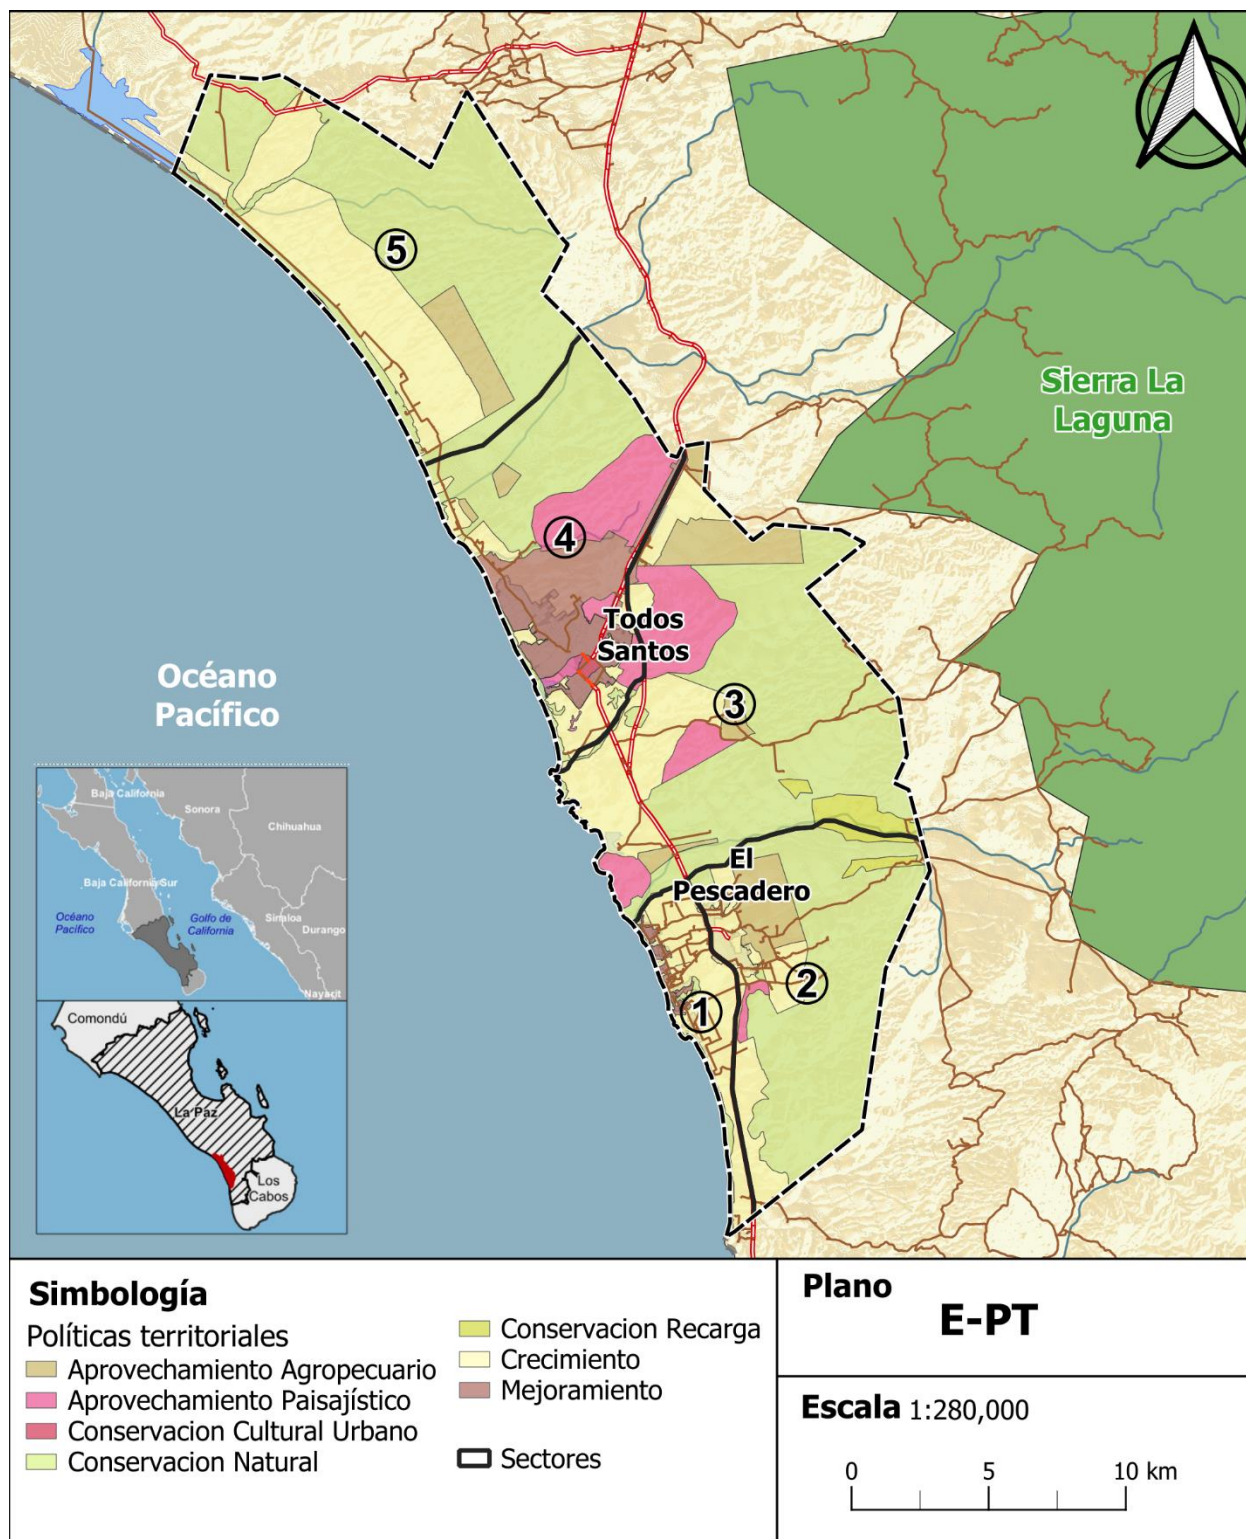 5
Sierra La
Laguna
4
Todos
Santos
Océano
Pacífico
3
El
Pescadero
2
1
Baja California
Sonora
Chihuahua
Baja California Sur
Océano
Pacífico
Golfo de
California
Sinaloa
Durango
Nayarit
Comondú
La Paz
Los
Cabos
Simbología
Políticas territoriales
Aprovechamiento Agropecuario
Aprovechamiento Paisajístico
Conservacion Cultural Urbano
Conservacion Natural
Conservacion Recarga
Crecimiento
Mejoramiento
Sectores
Plano
E-PT
Escala 1:280,000
0 5 10 km